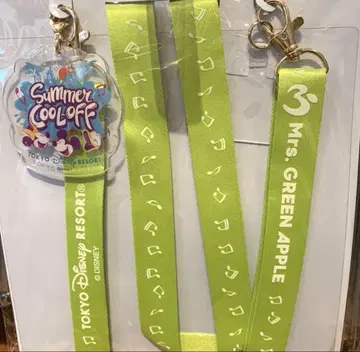 Summer
COOL-OFF
TOKYO Disney RESORT
TOKYO Disney RESORT®
© DISNEY
Mrs. GREEN APPLE